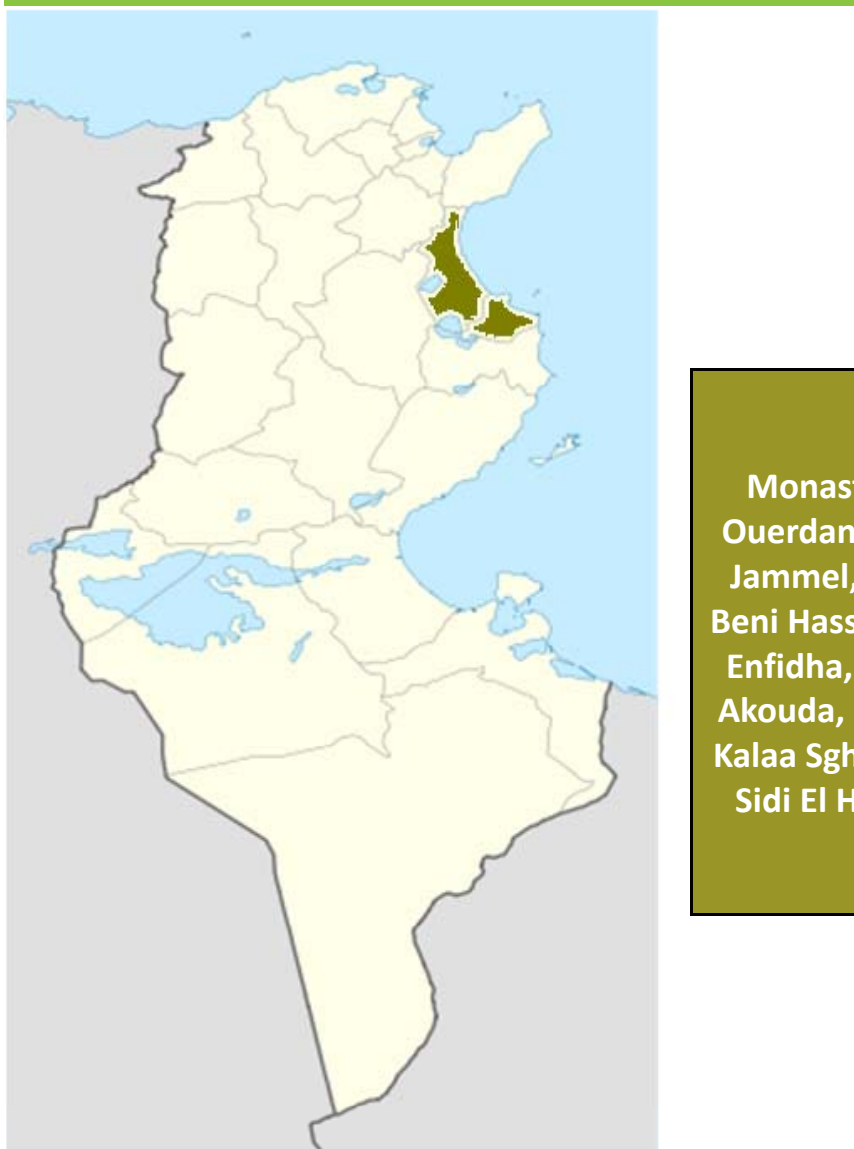 Monast
Ouerdan
Jammel,
Beni Hass
Enfidha,
Akouda,
Kalaa Sgh
Sidi El H